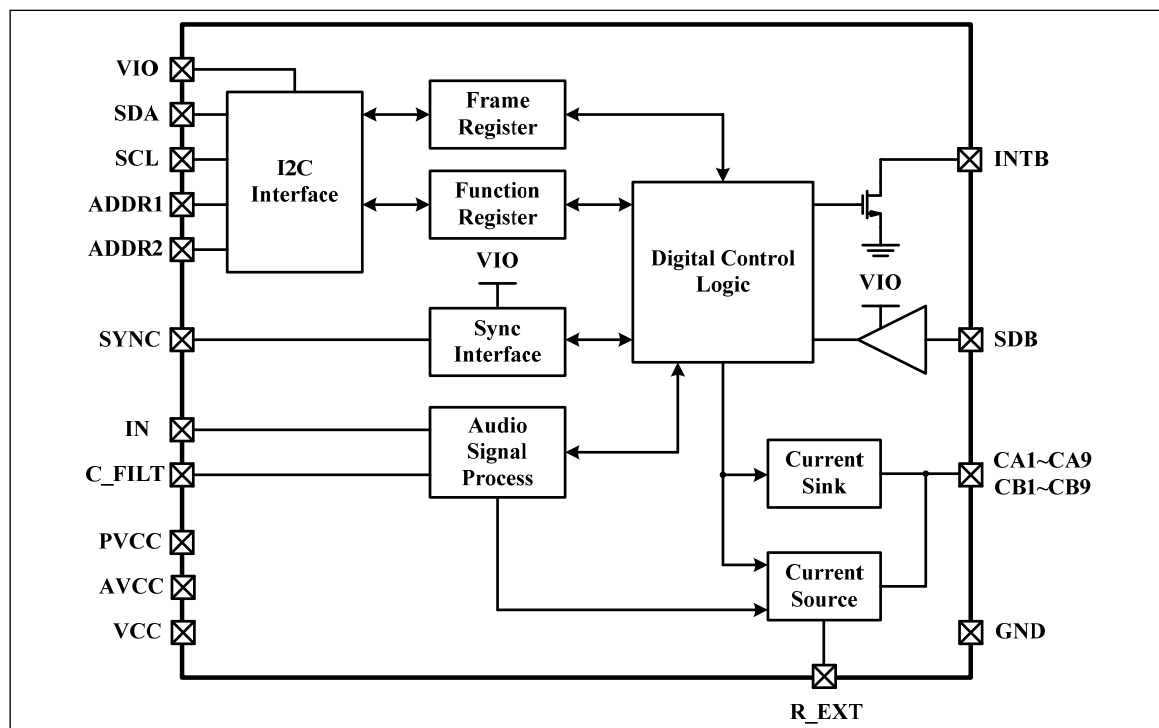 VIO
SDA
SCL
ADDR1
ADDR2
SYNC
IN
C_FILT
PVCC
AVCC
VCC
I2C
Interface
Frame
Register
Function
Register
VIO
Sync
Interface
Audio
Signal
Process
Digital Control
Logic
VIO
Current
Sink
Current
Source
INTB
SDB
CA1~CA9
CB1~CB9
GND
R_EXT